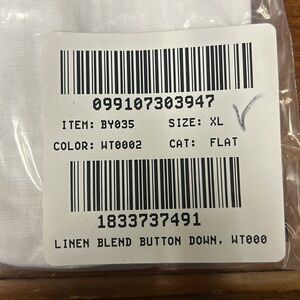 099107303947
ITEM: BY035 SIZE: XL
COLOR: WT0002 CAT: FLAT
1833737491
LINEN BLEND BUTTON DOWN, WT000